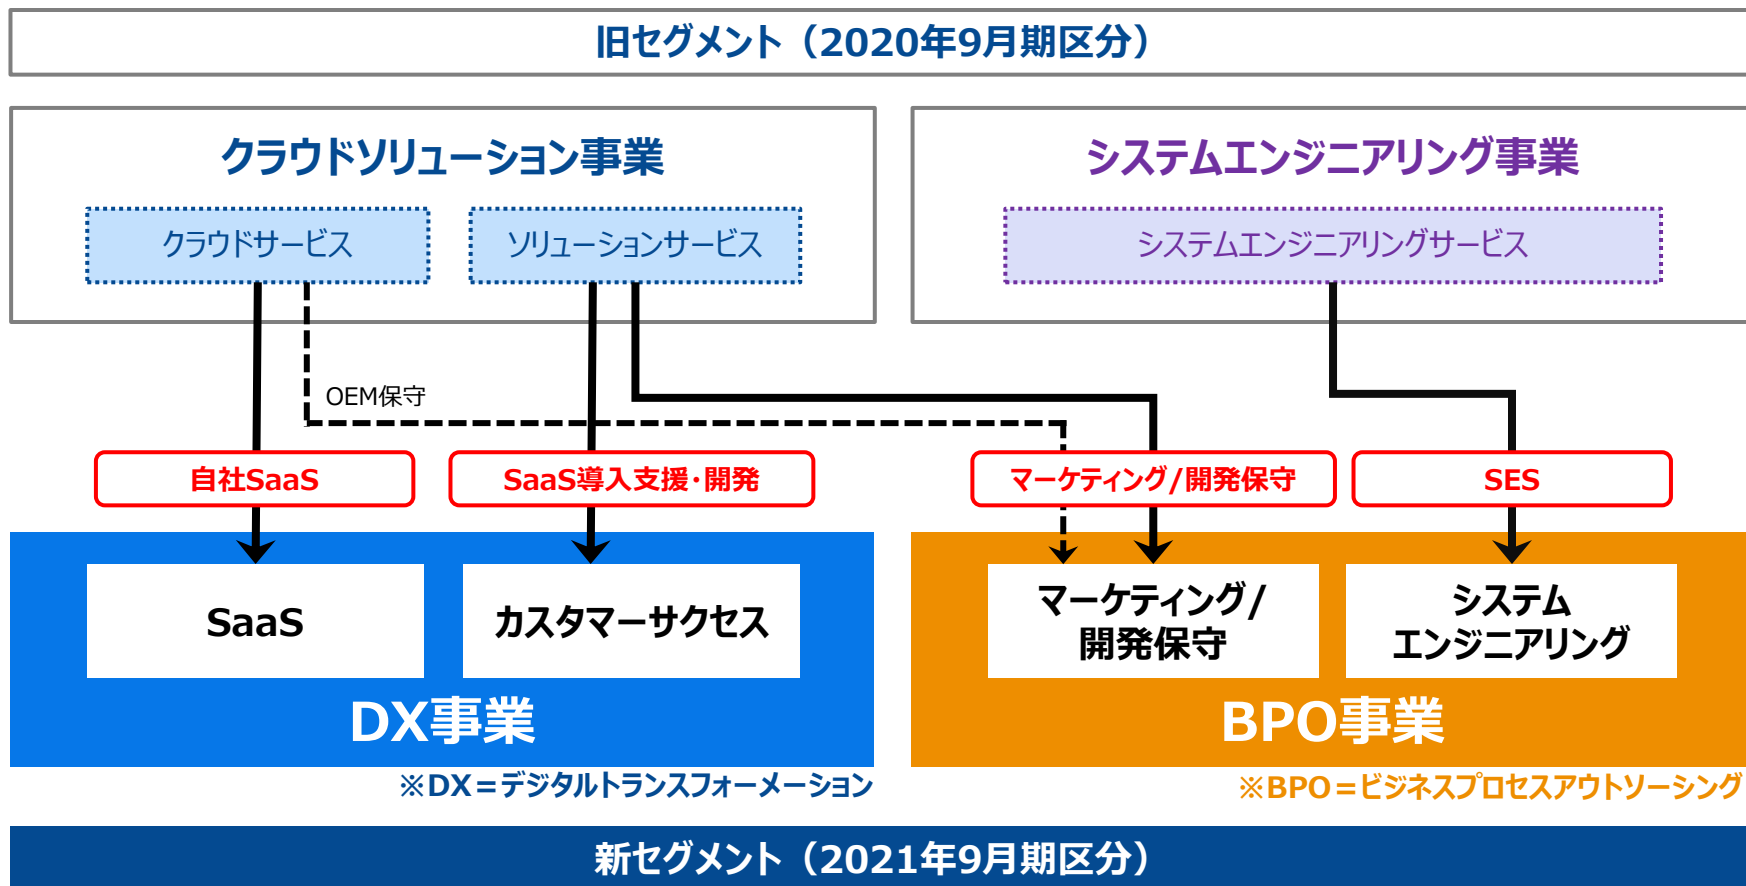 旧セグメント（2020年9月期区分）
クラウドソリューション事業
システムエンジニアリング事業
クラウドサービス
ソリューションサービス
システムエンジニアリングサービス
OEM保守
自社SaaS
SaaS導入支援・開発
マーケティング/開発保守
SES
SaaS
カスタマーサクセス
マーケティング/
開発保守
システム
エンジニアリング
DX事業
BPO事業
※DX＝デジタルトランスフォーメーション
※BPO＝ビジネスプロセスアウトソーシング
新セグメント（2021年9月期区分）